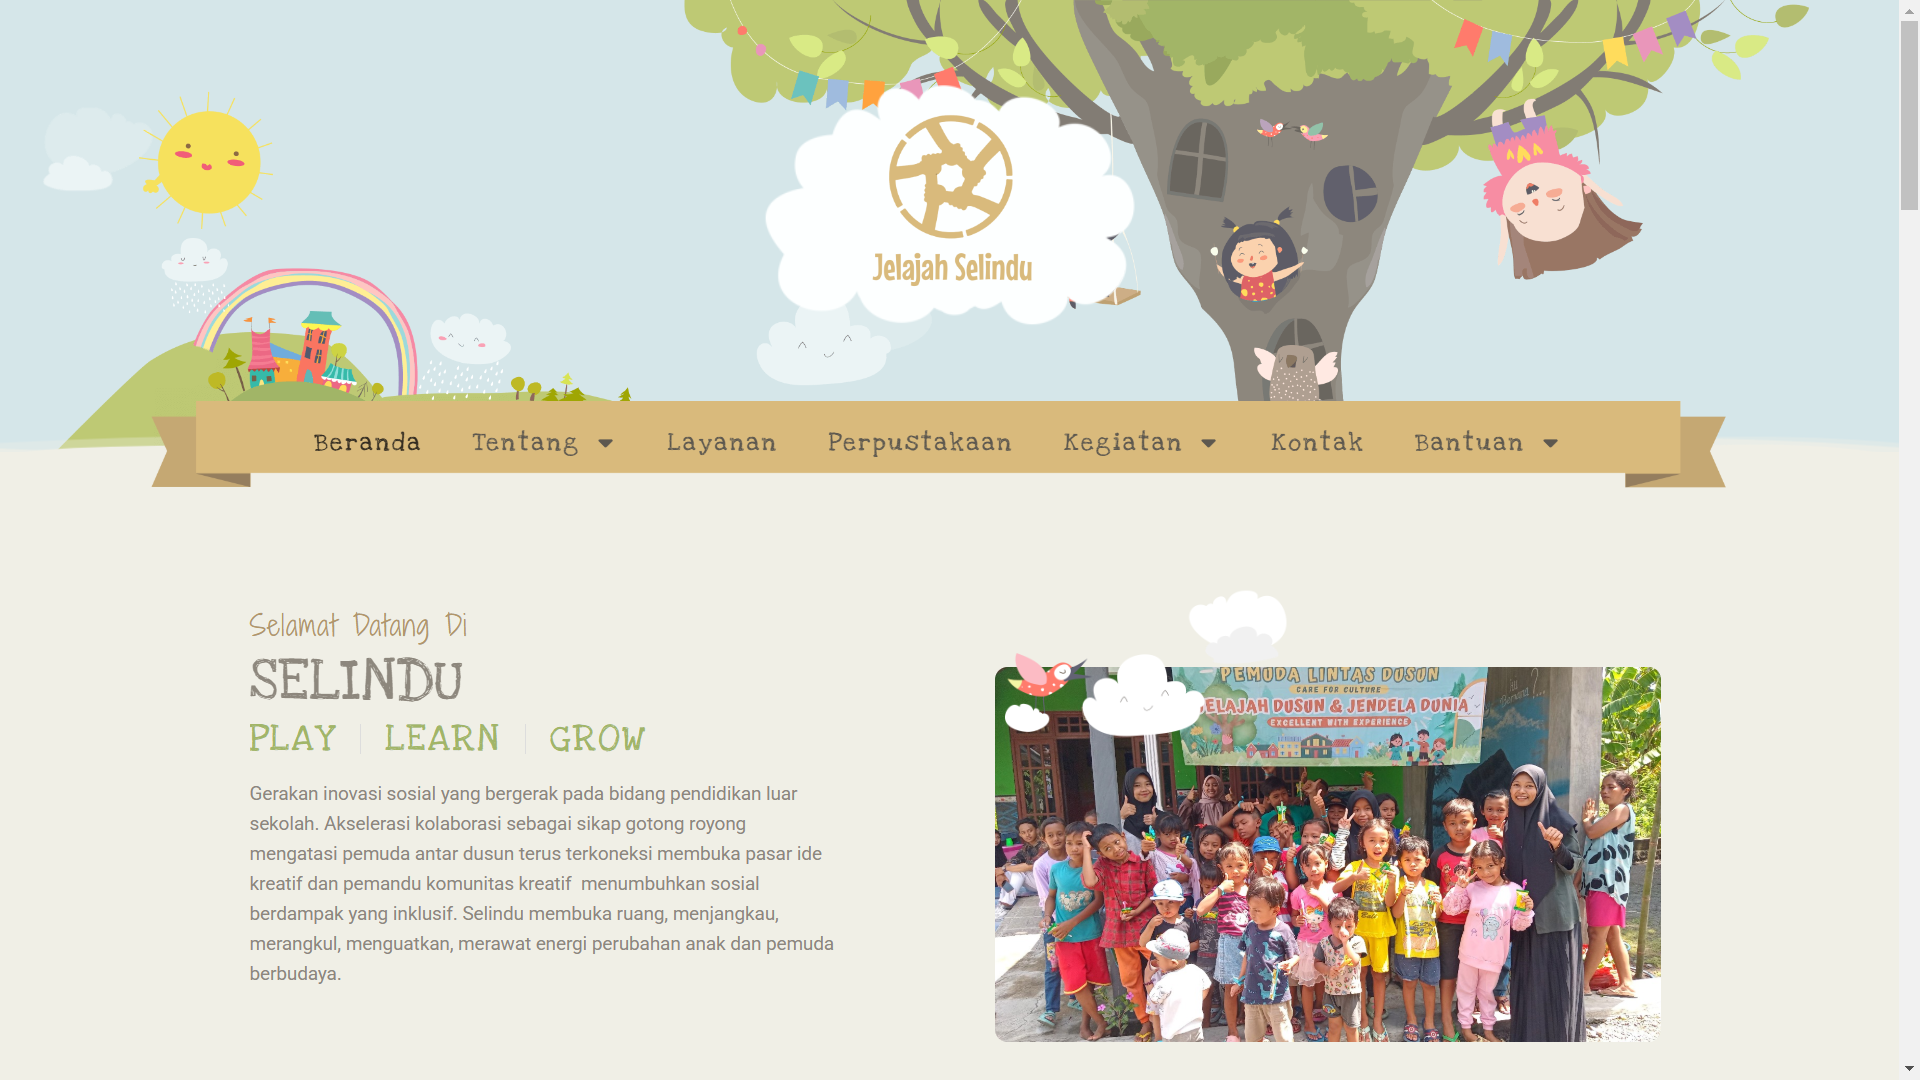 Jelajah Selindu
Beranda Tentang Layanan Perpustakaan Kegiatan Kontak Bantuan
Selamat Datang Di
SELINDU
PLAY LEARN GROW
Gerakan inovasi sosial yang bergerak pada bidang pendidikan luar
sekolah. Akselerasi kolaborasi sebagai sikap gotong royong
mengatasi pemuda antar dusun terus terkoneksi membuka pasar ide
kreatif dan pemandu komunitas kreatif  menumbuhkan sosial
berdampak yang inklusif. Selindu membuka ruang, menjangkau,
merangkul, menguatkan, merawat energi perubahan anak dan pemuda
berbudaya.
PEMUDA LINTAS DUSUN
CARE FOR CULTURE
ELAJAH DUSUN & JENDELA DUNIA
EXCELLENT WITH EXPERIENCE